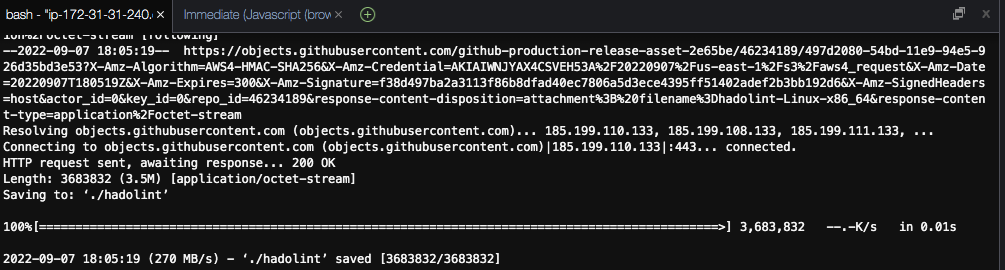 bash - "ip-172-31-31-240.
Immediate (Javascript (brow
ion%octet-stream [following]
--2022-09-07 18:05:19--  https://objects.githubusercontent.com/github-production-release-asset-2e65be/46234189/497d2080-54bd-11e9-94e5-9
26d35bd3e53?X-Amz-Algorithm=AWS4-HMAC-SHA256&X-Amz-Credential=AKIAIWNJYAX4CSVEH53A%2F20220907%2Fus-east-1%2Fs3%2Faws4_request&X-Amz-Date
=20220907T180519Z&X-Amz-Expires=300&X-Amz-Signature=f38d497ba2a3113f86b8dfad40ec7806a5d3ece4395ff51402adef2b3bb192d6&X-Amz-SignedHeaders
=host&actor_id=0&key_id=0&repo_id=46234189&response-content-disposition=attachment%3B%20filename%3Dhadolint-Linux-x86_64&response-conten
t-type=application%2Foctet-stream
Resolving objects.githubusercontent.com (objects.githubusercontent.com)... 185.199.110.133, 185.199.108.133, 185.199.111.133, ...
Connecting to objects.githubusercontent.com (objects.githubusercontent.com)|185.199.110.133|:443... connected.
HTTP request sent, awaiting response... 200 OK
Length: 3683832 (3.5M) [application/octet-stream]
Saving to: ‘./hadolint’
100%[==============================================================================================>] 3,683,832   --.-K/s   in 0.01s
2022-09-07 18:05:19 (270 MB/s) - ‘./hadolint’ saved [3683832/3683832]